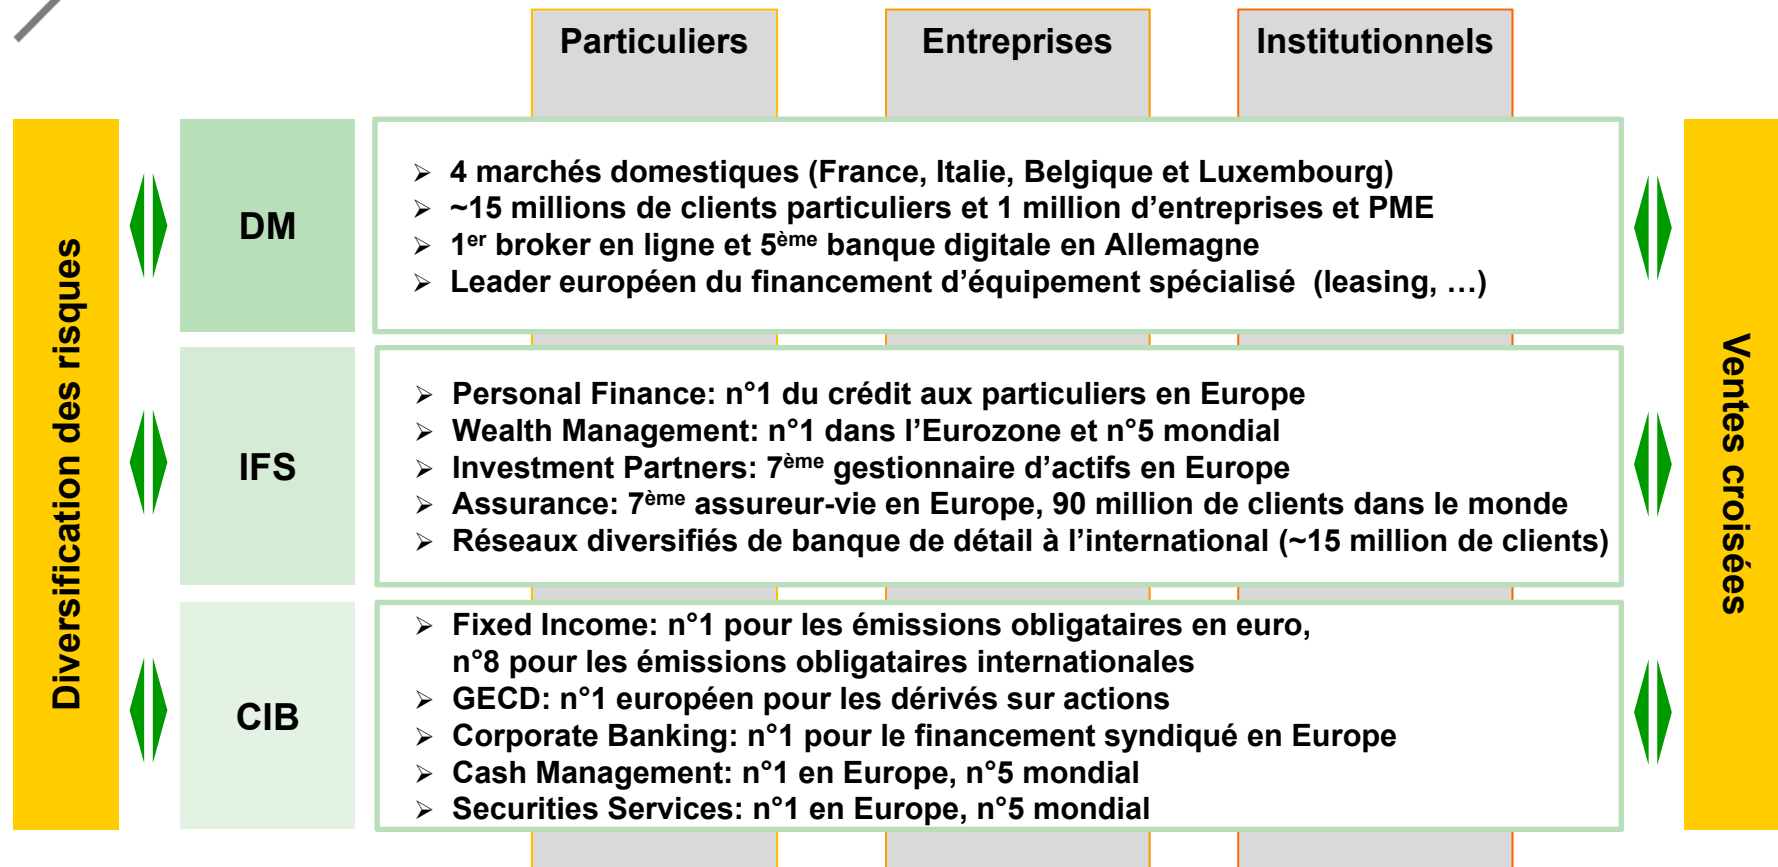 Particuliers
Entreprises
Institutionnels
Diversification des risques
DM
➢ 4 marchés domestiques (France, Italie, Belgique et Luxembourg)
➢ ~15 millions de clients particuliers et 1 million d’entreprises et PME
➢ 1er broker en ligne et 5ème banque digitale en Allemagne
➢ Leader européen du financement d’équipement spécialisé (leasing, …)
IFS
➢ Personal Finance: n°1 du crédit aux particuliers en Europe
➢ Wealth Management: n°1 dans l’Eurozone et n°5 mondial
➢ Investment Partners: 7ème gestionnaire d’actifs en Europe
➢ Assurance: 7ème assureur-vie en Europe, 90 million de clients dans le monde
➢ Réseaux diversifiés de banque de détail à l’international (~15 million de clients)
CIB
➢ Fixed Income: n°1 pour les émissions obligataires en euro,
n°8 pour les émissions obligataires internationales
➢ GECD: n°1 européen pour les dérivés sur actions
➢ Corporate Banking: n°1 pour le financement syndiqué en Europe
➢ Cash Management: n°1 en Europe, n°5 mondial
➢ Securities Services: n°1 en Europe, n°5 mondial
Ventes croisées